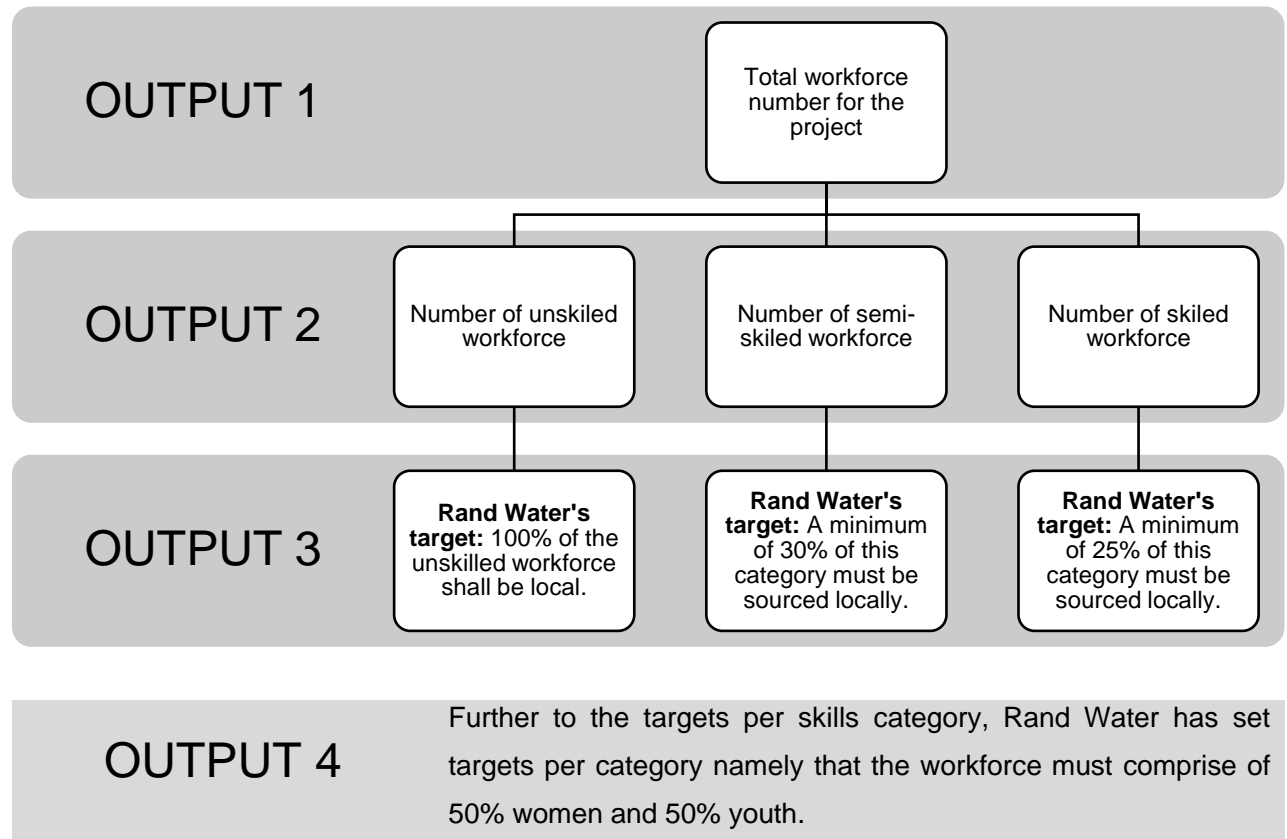 OUTPUT 1
Total workforce
number for the
project
OUTPUT 2
Number of unskiled
workforce
Number of semi-
skiled workforce
Number of skiled
workforce
OUTPUT 3
Rand Water's
target: 100% of the
unskilled workforce
shall be local.
Rand Water's
target: A minimum
of 30% of this
category must be
sourced locally.
Rand Water's
target: A minimum
of 25% of this
category must be
sourced locally.
OUTPUT 4
Further to the targets per skills category, Rand Water has set
targets per category namely that the workforce must comprise of
50% women and 50% youth.